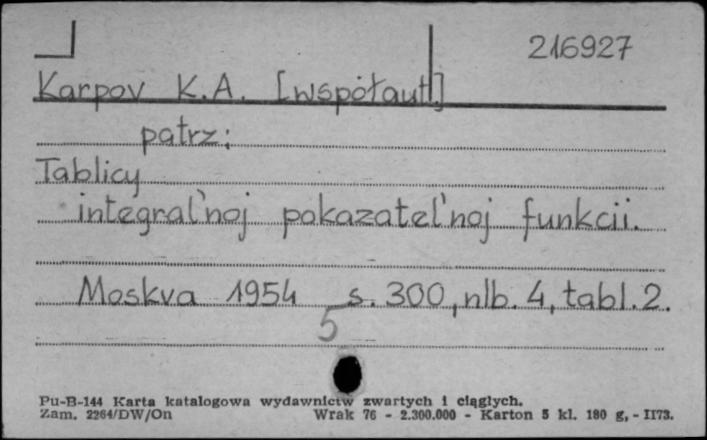 216927
Karpov K.A. [współaut.]
patrz:
Tablicy
integral'noj pokazatel'noj funkcii.
Moskva 1954 s. 300, nlb. 4, tabl. 2.
5
Pu-B-144 Karta katalogowa wydawnictw zwartych i ciągłych.
Zam. 2264/DW/On Wrak 76 - 2.300.000 - Karton 5 kl. 180 g, - II73.